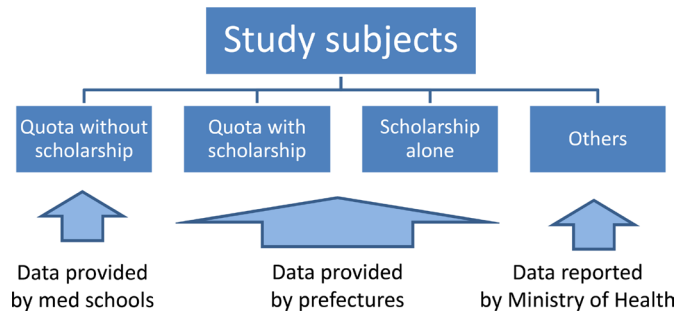 Study subjects
Quota without
scholarship
Quota with
scholarship
Scholarship
alone
Others
Data provided
by med schools
Data provided
by prefectures
Data reported
by Ministry of Health